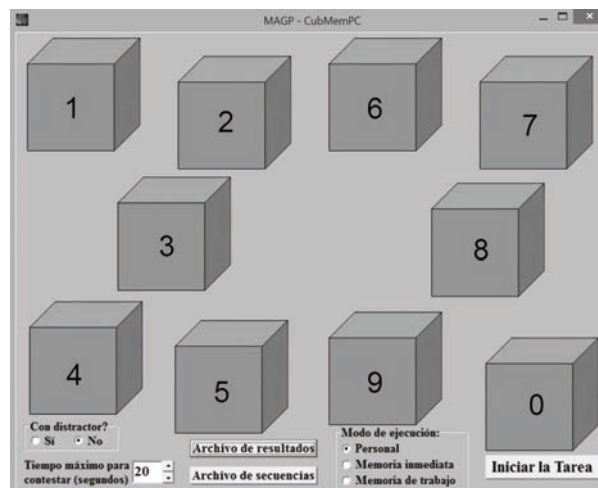 MAGP - CubMemPC
1
2
6
7
3
8
4
5
9
0
Con distractor?
Sí No
Tiempo máximo para
contestar (segundos)
20
Archivo de resultados
Archivo de secuencias
Modo de ejecución:
Personal
Memoria inmediata
Memoria de trabajo
Iniciar la Tarea